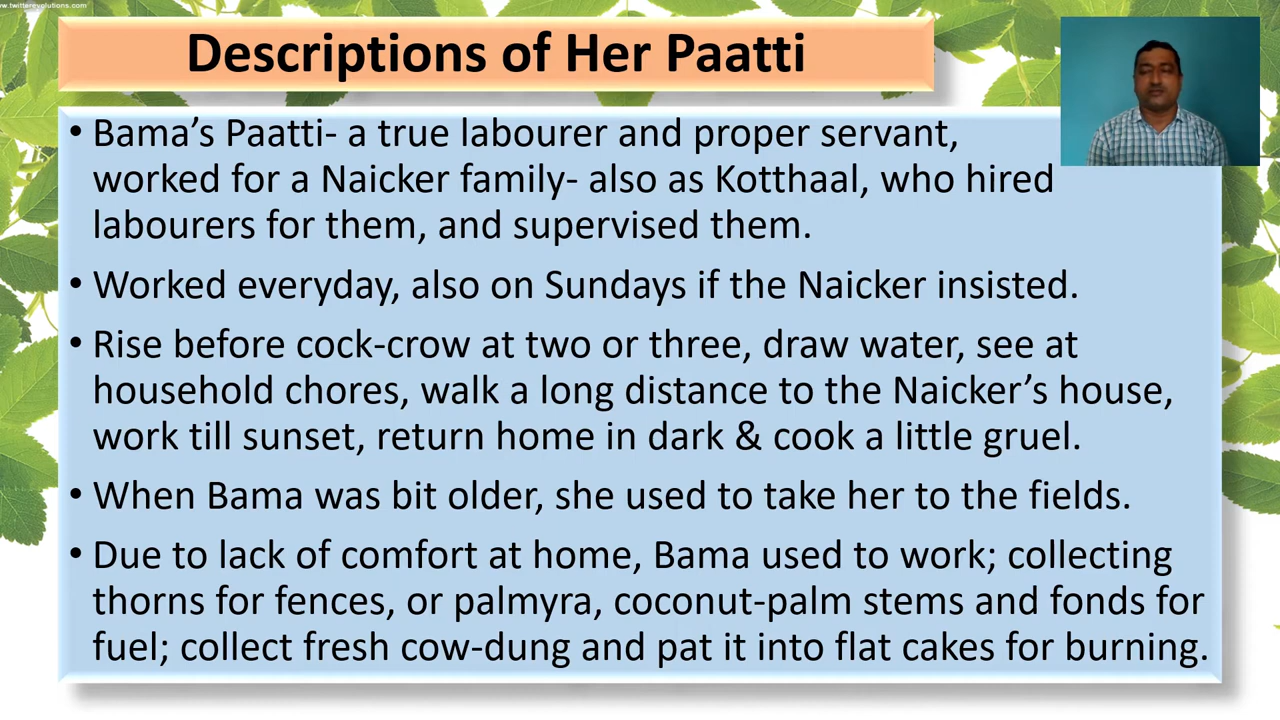 w.twittarevolutions.com
Descriptions of Her Paatti
• Bama's Paatti- a true labourer and proper servant,
worked for a Naicker family- also as Kotthaal, who hired
labourers for them, and supervised them.
• Worked everyday, also on Sundays if the Naicker insisted.
• Rise before cock-crow at two or three, draw water, see at
household chores, walk a long distance to the Naicker's house,
work till sunset, return home in dark & cook a little gruel.
• When Bama was bit older, she used to take her to the fields.
• Due to lack of comfort at home, Bama used to work; collecting
thorns for fences, or palmyra, coconut-palm stems and fonds for
fuel; collect fresh cow-dung and pat it into flat cakes for burning.